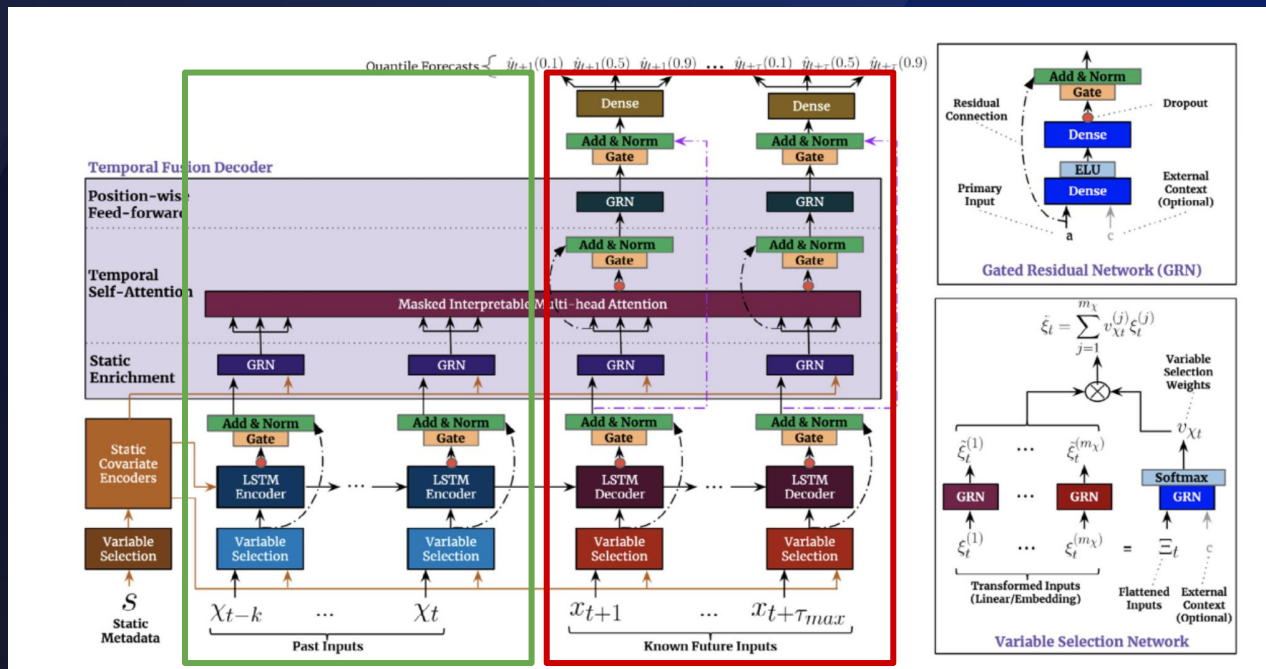 Quantile Forecasts { ŷt+1(0.1) ŷt+1(0.5) ŷt+1(0.9) ... ŷt+τ(0.1) ŷt+τ(0.5) ŷt+τ(0.9)
Dense Dense
Add & Norm Add & Norm
Gate Gate
Temporal Fusion Decoder
Position-wise
Feed-forward
GRN GRN
Add & Norm Add & Norm
Gate Gate
Temporal
Self-Attention
Masked Interpretable Multi-head Attention
Static
Enrichment
GRN GRN GRN GRN
Add & Norm Add & Norm Add & Norm Add & Norm
Gate Gate Gate Gate
Static
Covariate
Encoders
LSTM
Encoder
...
LSTM
Encoder
LSTM
Decoder
...
LSTM
Decoder
Variable
Selection
Variable
Selection
Variable
Selection
Variable
Selection
Variable
Selection
s
Static
Metadata
χt−k ... χt
Past Inputs
xt+1 ... xt+τmax
Known Future Inputs
Add & Norm
Gate
Residual
Connection
Dropout
Dense
ELU
Dense
Primary
Input
External
Context
(Optional)
a c
Gated Residual Network (GRN)
ξ̃t = ∑ j=1 mχ vχt(j) ξ̃t(j)
Variable
Selection
Weights
vχt
ξ̃t(1) ... ξ̃t(mχ)
Softmax
GRN ... GRN GRN
ξt(1) ... ξt(mχ) = Ξt c
Transformed Inputs
(Linear/Embedding)
Flattened
Inputs
External
Context
(Optional)
Variable Selection Network